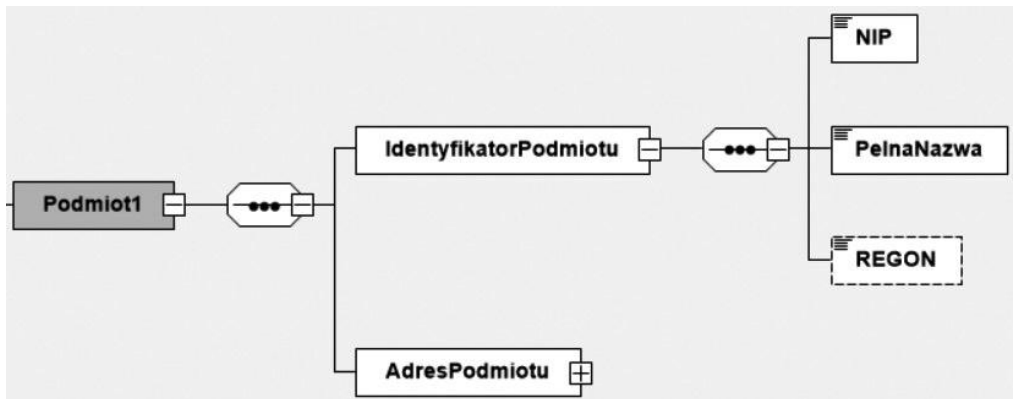 NIP
IdentyfikatorPodmiotu
PelnaNazwa
Podmiot1
REGON
AdresPodmiotu